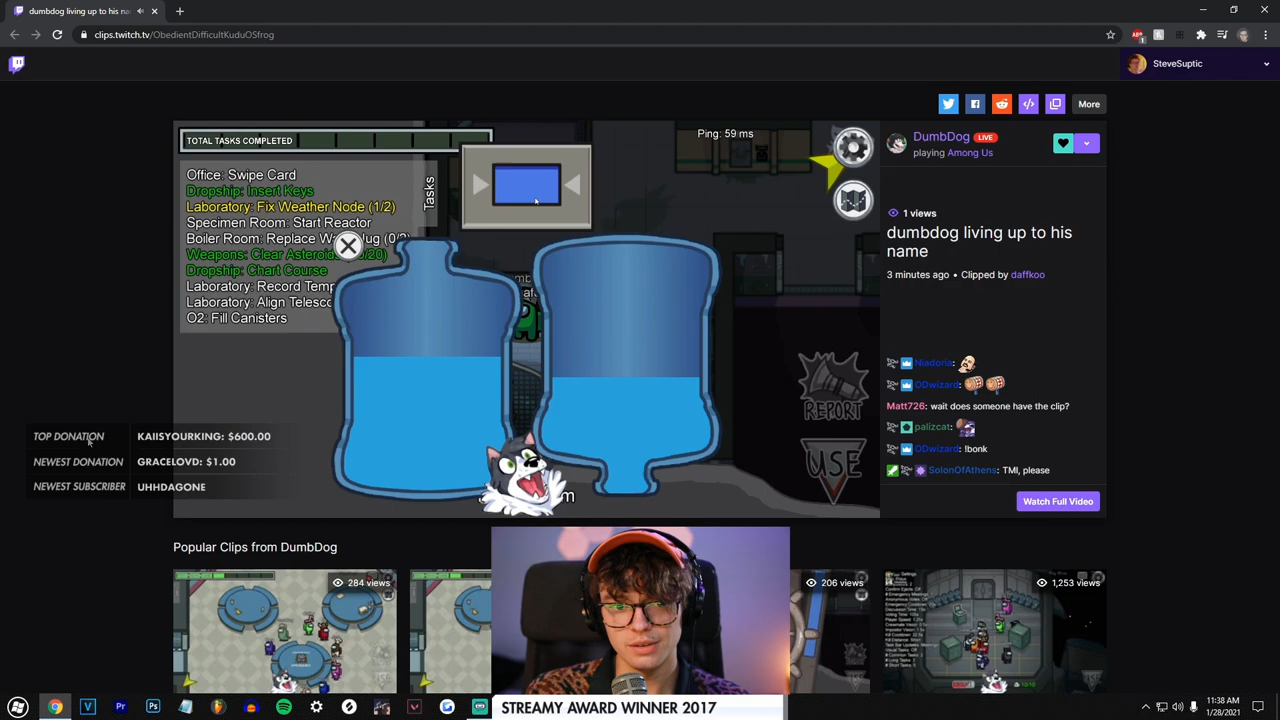 dumbdog living up to his nam
clips.twitch.tv/ObedientDifficultKuduOSfrog
SteveSuptic
More
TOTAL TASKS COMPLETED
Ping: 59 ms
Office: Swipe Card
Dropship: Insert Keys
Laboratory: Fix Weather Node (1/2)
Specimen Room: Start Reactor
Boiler Room: Replace Wa
Weapons: Clear Asteroid
Dropship: Chart Course
Laboratory: Record Temp
Laboratory: Align Telesco
O2: Fill Canisters
Tasks
REPORT
USE
DumbDog LIVE
playing Among Us
1 views
dumbdog living up to his
name
3 minutes ago • Clipped by daffkoo
Niadoria:
ODwizard:
Matt726: wait does someone have the clip?
palizcat:
ODwizard: !bonk
SolonOfAthens: TMI, please
Watch Full Video
TOP DONATION KAIISYOURKING: $600.00
NEWEST DONATION GRACELOVD: $1.00
NEWEST SUBSCRIBER UHHDAGONE
Popular Clips from DumbDog
284 views
206 views
1,253 views
STREAMY AWARD WINNER 2017
11:38 AM
1/28/2021